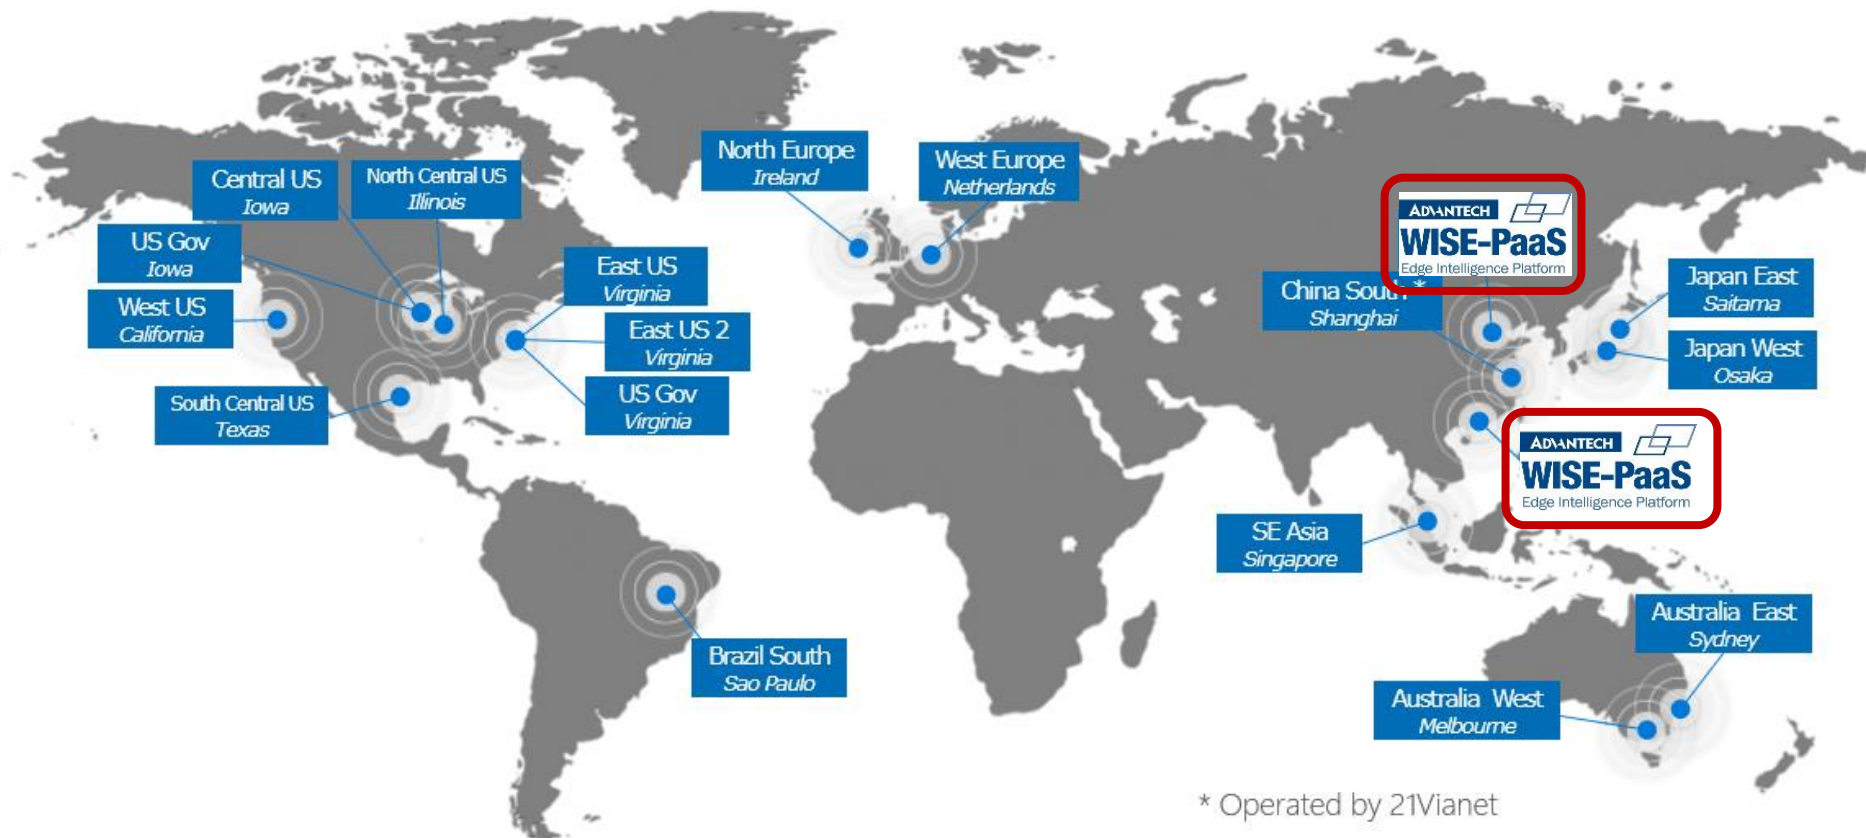 North Europe
Ireland
West Europe
Netherlands
Central US
Iowa
North Central US
Illinois
US Gov
Iowa
West US
California
East US
Virginia
East US 2
Virginia
US Gov
Virginia
South Central US
Texas
ADVANTECH
WISE-PaaS
Edge Intelligence Platform
China South *
Shanghai
Japan East
Saitama
Japan West
Osaka
ADVANTECH
WISE-PaaS
Edge Intelligence Platform
SE Asia
Singapore
Brazil South
Sao Paulo
Australia East
Sydney
Australia West
Melbourne
* Operated by 21Vianet